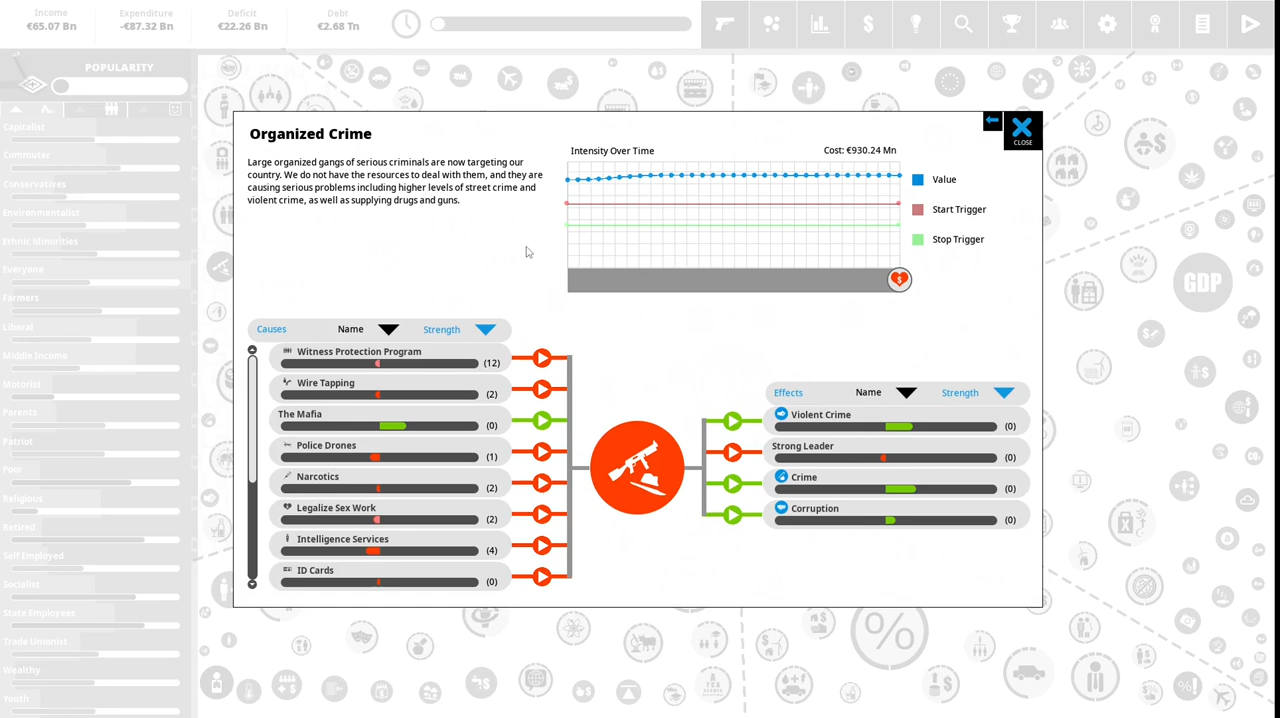 Income
Expenditure
Deficit
Debt
€65.07 Bn
-€87.32 Bn
€22.26 Bn
€2.68 Tn
POPULARITY
Capitalist
Commuter
Conservatives
Environmentalist
Ethnic Minorities
Everyone
Farmers
Liberal
Middle Income
Motorist
Parents
Patriot
Poor
Religious
Retired
Self Employed
Socialist
State Employees
Trade Unionist
Wealthy
Youth
Organized Crime
CLOSE
Large organized gangs of serious criminals are now targeting our
country. We do not have the resources to deal with them, and they are
causing serious problems including higher levels of street crime and
violent crime, as well as supplying drugs and guns.
Intensity Over Time
Cost: €930.24 Mn
Value
Start Trigger
Stop Trigger
Causes
Name
Strength
Witness Protection Program
(12)
Wire Tapping
(2)
The Mafia
(0)
Police Drones
(1)
Narcotics
(2)
Legalize Sex Work
(2)
Intelligence Services
(4)
ID Cards
(0)
Effects
Name
Strength
Violent Crime
(0)
Strong Leader
(0)
Crime
(0)
Corruption
(0)
GDP
%